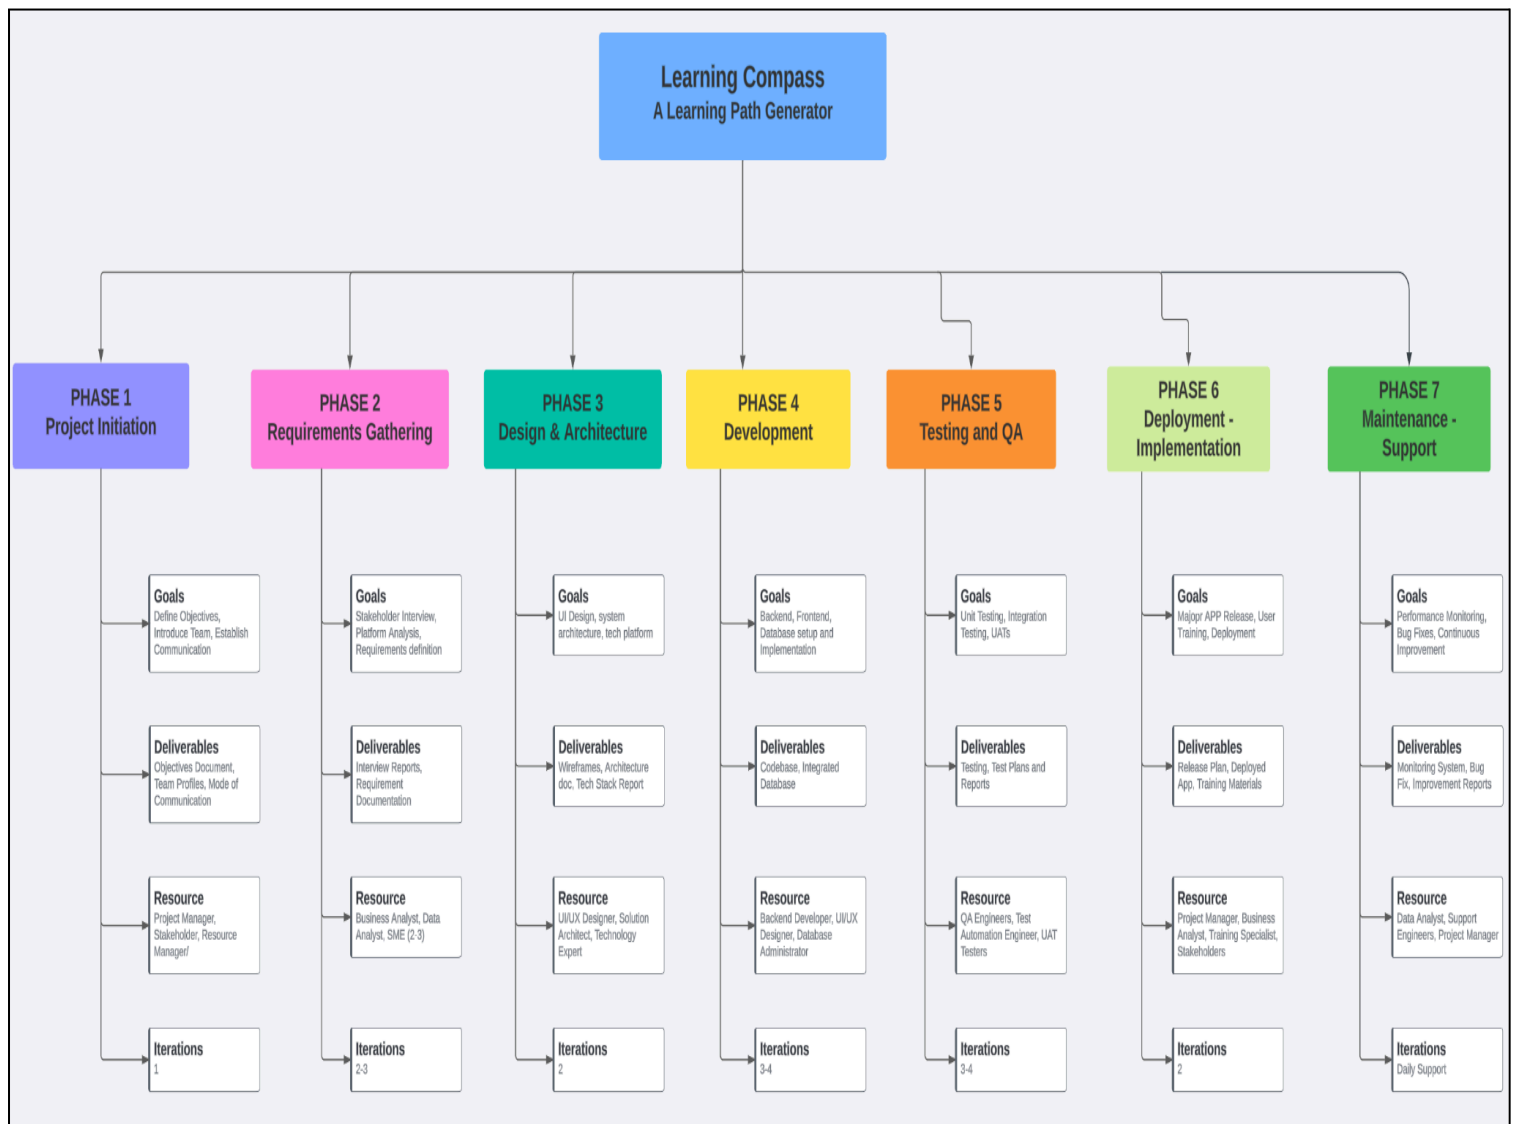 Learning Compass
A Learning Path Generator
PHASE 1
Project Initiation
PHASE 2
Requirements Gathering
PHASE 3
Design & Architecture
PHASE 4
Development
PHASE 5
Testing and QA
PHASE 6
Deployment -
Implementation
PHASE 7
Maintenance -
Support
Goals
Define Objectives,
Introduce Team, Establish
Communication
Goals
Stakeholder Interview,
Platform Analysis,
Requirements definition
Goals
UI Design, system
architecture, tech platform
Goals
Backend, Frontend,
Database setup and
Implementation
Goals
Unit Testing, Integration
Testing, UATs
Goals
Majopr APP Release, User
Training, Deployment
Goals
Performance Monitoring,
Bug Fixes, Continuous
Improvement
Deliverables
Objectives Document,
Team Profiles, Mode of
Communication
Deliverables
Interview Reports,
Requirement
Documentation
Deliverables
Wireframes, Architecture
doc, Tech Stack Report
Deliverables
Codebase, Integrated
Database
Deliverables
Testing, Test Plans and
Reports
Deliverables
Release Plan, Deployed
App, Training Materials
Deliverables
Monitoring System, Bug
Fix, Improvement Reports
Resource
Project Manager,
Stakeholder, Resource
Manager/
Resource
Business Analyst, Data
Analyst, SME (2-3)
Resource
UI/UX Designer, Solution
Architect, Technology
Expert
Resource
Backend Developer, UI/UX
Designer, Database
Administrator
Resource
QA Engineers, Test
Automation Engineer, UAT
Testers
Resource
Project Manager, Business
Analyst, Training Specialist,
Stakeholders
Resource
Data Analyst, Support
Engineers, Project Manager
Iterations
1
Iterations
2-3
Iterations
2
Iterations
3-4
Iterations
3-4
Iterations
2
Iterations
Daily Support